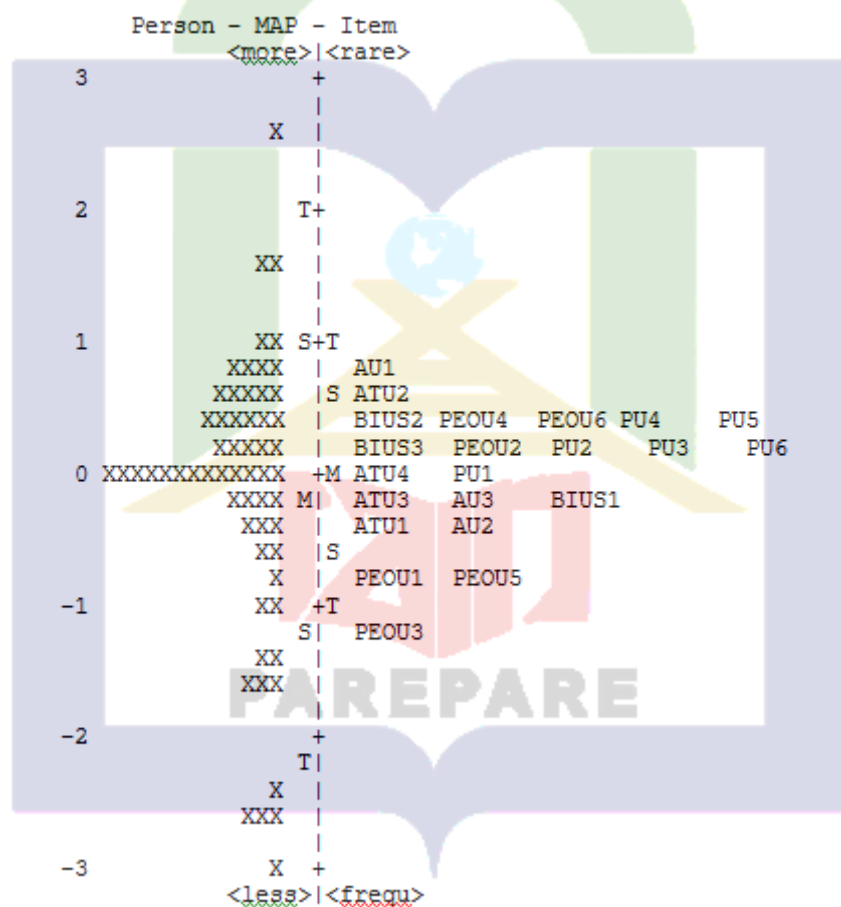 Person - MAP - Item
<more>|<rare>
3 +
|
X |
|
|
2 T+
|
XX |
|
|
1 XX S+T
XXXX | AU1
XXXXX |S ATU2
XXXXXX | BIUS2 PEOU4 PEOU6 PU4 PU5
XXXXX | BIUS3 PEOU2 PU2 PU3 PU6
0 XXXXXXXXXXXXX +M ATU4 PU1
XXXX M| ATU3 AU3 BIUS1
XXX | ATU1 AU2
XX |S
X | PEOU1 PEOU5
-1 XX +T
S| PEOU3
XX |
XXX |
|
-2 +
T|
X |
XXX |
|
-3 X +
<less>|<frequ>
PAREPARE